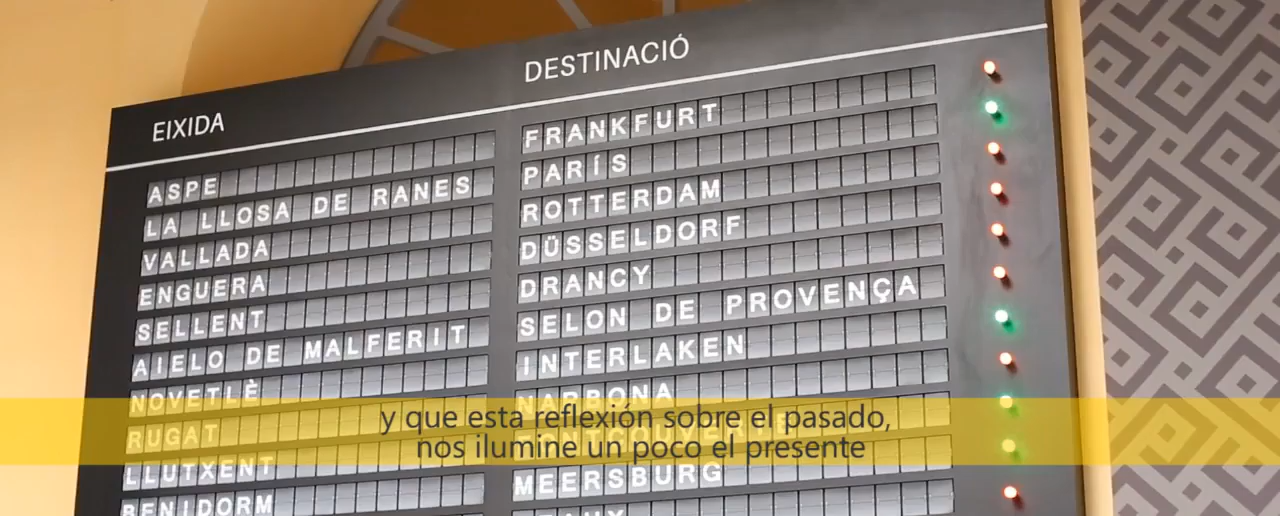 EIXIDA DESTINACIÓ
ASPE FRANKFURT
LA LLOSA DE RANES PARÍS
VALLADA ROTTERDAM
ENGUERA DÜSSELDORF
SELLENT DRANCY
AIELO DE MALFERIT SELON DE PROVENÇA
NOVETLÈ INTERLAKEN
RUGAT NARBONA
LLUTXENT
BENIDORM MEERSBURG
y que esta reflexión sobre el pasado,
nos ilumine un poco el presente